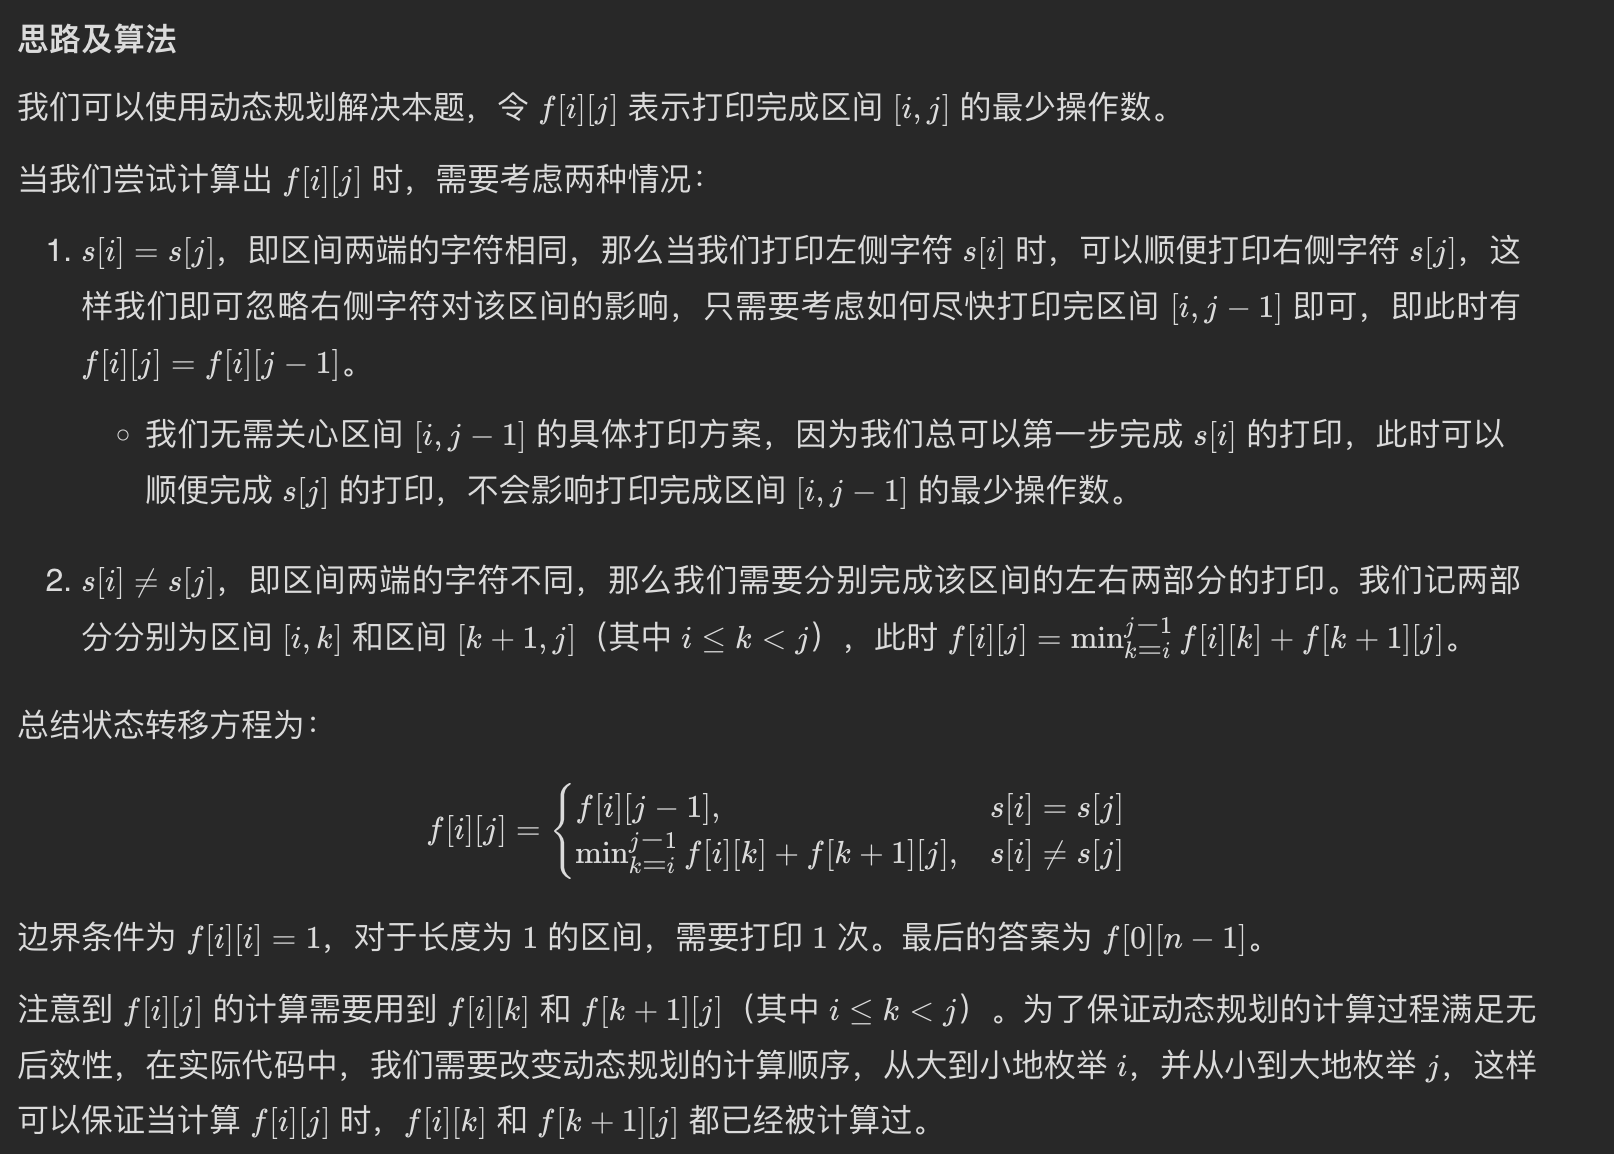 思路及算法
我们可以使用动态规划解决本题，令 f[i][j] 表示打印完成区间 [i, j] 的最少操作数。
当我们尝试计算出 f[i][j] 时，需要考虑两种情况：
1. s[i] = s[j]，即区间两端的字符相同，那么当我们打印左侧字符 s[i] 时，可以顺便打印右侧字符 s[j]，这
样我们即可忽略右侧字符对该区间的影响，只需要考虑如何尽快打印完区间 [i, j − 1] 即可，即此时有
f[i][j] = f[i][j − 1]。
○ 我们无需关心区间 [i, j − 1] 的具体打印方案，因为我们总可以第一步完成 s[i] 的打印，此时可以
顺便完成 s[j] 的打印，不会影响打印完成区间 [i, j − 1] 的最少操作数。
2. s[i] ≠ s[j]，即区间两端的字符不同，那么我们需要分别完成该区间的左右两部分的打印。我们记两部
分分别为区间 [i, k] 和区间 [k + 1, j]（其中 i ≤ k < j），此时 f[i][j] = min_{k=i}^{j−1} f[i][k] + f[k + 1][j]。
总结状态转移方程为：
f[i][j] = { f[i][j − 1], s[i] = s[j]
min_{k=i}^{j−1} f[i][k] + f[k + 1][j], s[i] ≠ s[j]
边界条件为 f[i][i] = 1，对于长度为 1 的区间，需要打印 1 次。最后的答案为 f[0][n − 1]。
注意到 f[i][j] 的计算需要用到 f[i][k] 和 f[k + 1][j]（其中 i ≤ k < j）。为了保证动态规划的计算过程满足无
后效性，在实际代码中，我们需要改变动态规划的计算顺序，从大到小地枚举 i，并从小到大地枚举 j，这样
可以保证当计算 f[i][j] 时，f[i][k] 和 f[k + 1][j] 都已经被计算过。